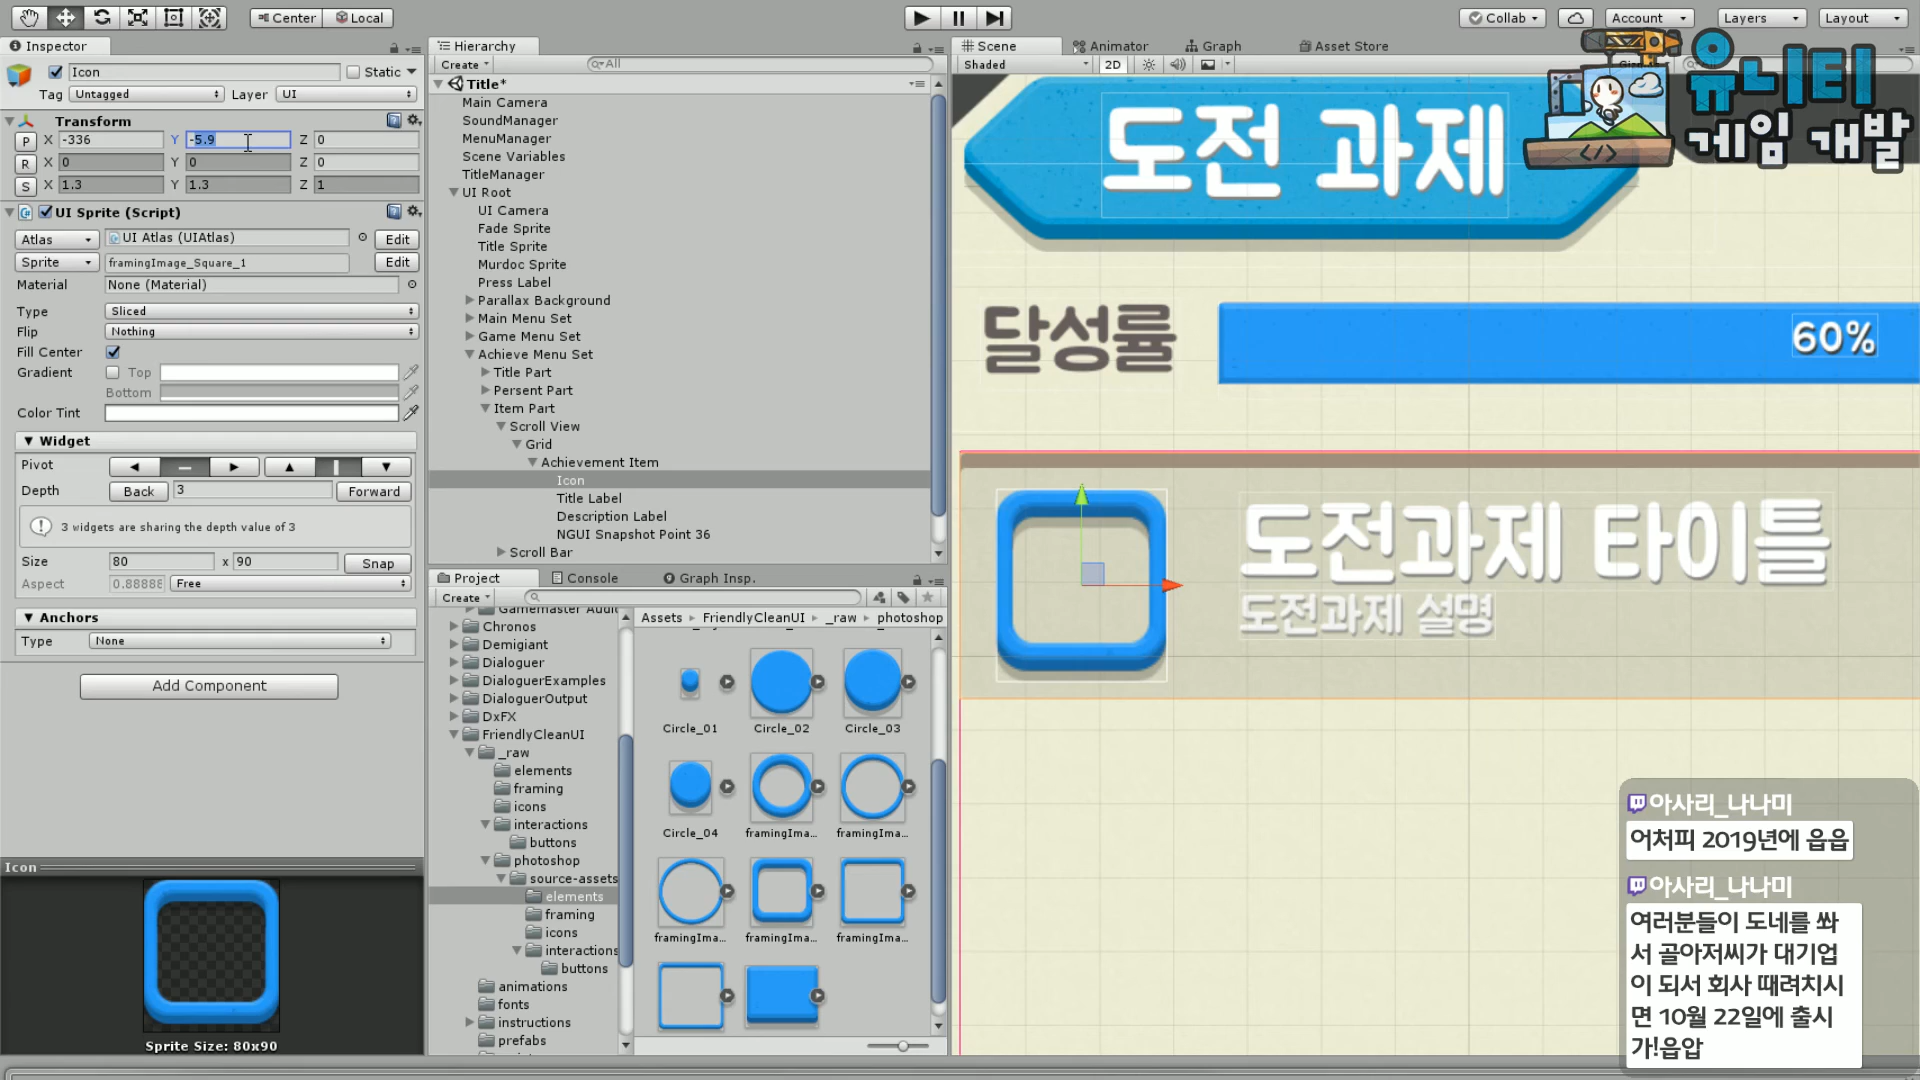 Center
Local
Collab
Account
Layers
Layout
Inspector
Icon
Static
Tag
Untagged
Layer
UI
Transform
P
X
-336
Y
-5.9
Z
0
R
X
0
Y
0
Z
0
S
X
1.3
Y
1.3
Z
1
UI Sprite (Script)
Atlas
UI Atlas (UIAtlas)
Edit
Sprite
framingImage_Square_1
Edit
Material
None (Material)
Type
Sliced
Flip
Nothing
Fill Center
Gradient
Top
Bottom
Color Tint
Widget
Pivot
Depth
Back
3
Forward
3 widgets are sharing the depth value of 3
Size
80
x
90
Snap
Aspect
0.88888
Free
Anchors
Type
None
Add Component
Icon
Sprite Size: 80x90
Hierarchy
Create
All
Title*
Main Camera
SoundManager
MenuManager
Scene Variables
TitleManager
UI Root
UI Camera
Fade Sprite
Title Sprite
Murdoc Sprite
Press Label
Parallax Background
Main Menu Set
Game Menu Set
Achieve Menu Set
Title Part
Persent Part
Item Part
Scroll View
Grid
Achievement Item
Icon
Title Label
Description Label
NGUI Snapshot Point 36
Scroll Bar
Project
Console
Graph Insp.
Create
Gamemaster Audio
Chronos
Demigiant
Dialoguer
DialoguerExamples
DialoguerOutput
DxFX
FriendlyCleanUI
_raw
elements
framing
icons
interactions
buttons
photoshop
source-assets
elements
framing
icons
interactions
buttons
animations
fonts
instructions
prefabs
Assets
FriendlyCleanUI
_raw
photoshop
Circle_01
Circle_02
Circle_03
Circle_04
framingIma...
framingIma...
framingIma...
framingIma...
framingIma...
Scene
Animator
Graph
Asset Store
Shaded
2D
유니티
게임 개발
</>
도전 과제
달성률
60%
도전과제 타이틀
도전과제 설명
아사리_나나미
어처피 2019년에 읍읍
아사리_나나미
여러분들이 도네를 쏴
서 골아저씨가 대기업
이 되서 회사 때려치시
면 10월 22일에 출시
가!읍압